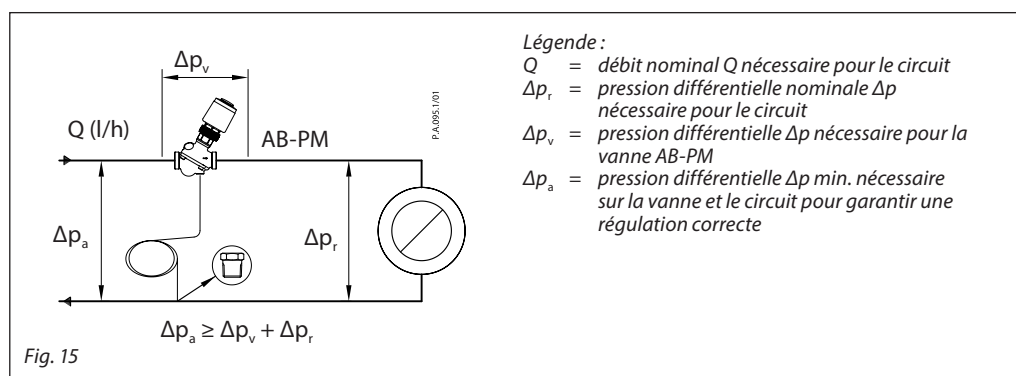 Δpᵥ
Q (l/h)
AB-PM
P.A.095.1/01
Δpₐ
Δpᵣ
Δpₐ ≥ Δpᵥ + Δpᵣ
Fig. 15
Légende :
Q = débit nominal Q nécessaire pour le circuit
Δpᵣ = pression différentielle nominale Δp
nécessaire pour le circuit
Δpᵥ = pression différentielle Δp nécessaire pour la
vanne AB-PM
Δpₐ = pression différentielle Δp min. nécessaire
sur la vanne et le circuit pour garantir une
régulation correcte